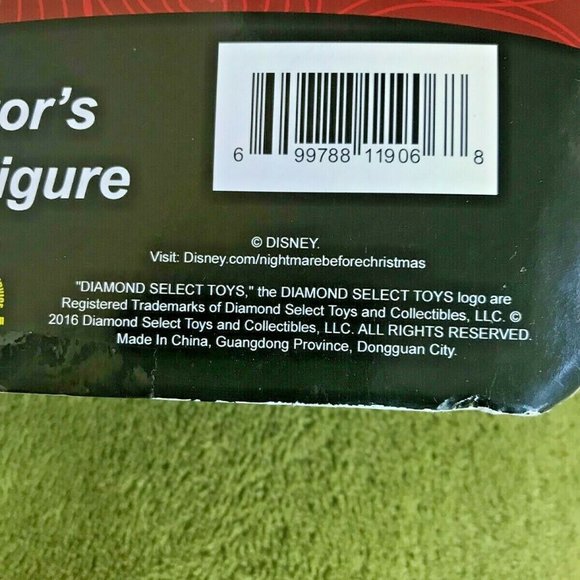 or's
igure
6 99788 11906 8
© DISNEY.
Visit: Disney.com/nightmarebeforechristmas
"DIAMOND SELECT TOYS," the DIAMOND SELECT TOYS logo are
Registered Trademarks of Diamond Select Toys and Collectibles, LLC. ©
2016 Diamond Select Toys and Collectibles, LLC. ALL RIGHTS RESERVED.
Made In China, Guangdong Province, Dongguan City.